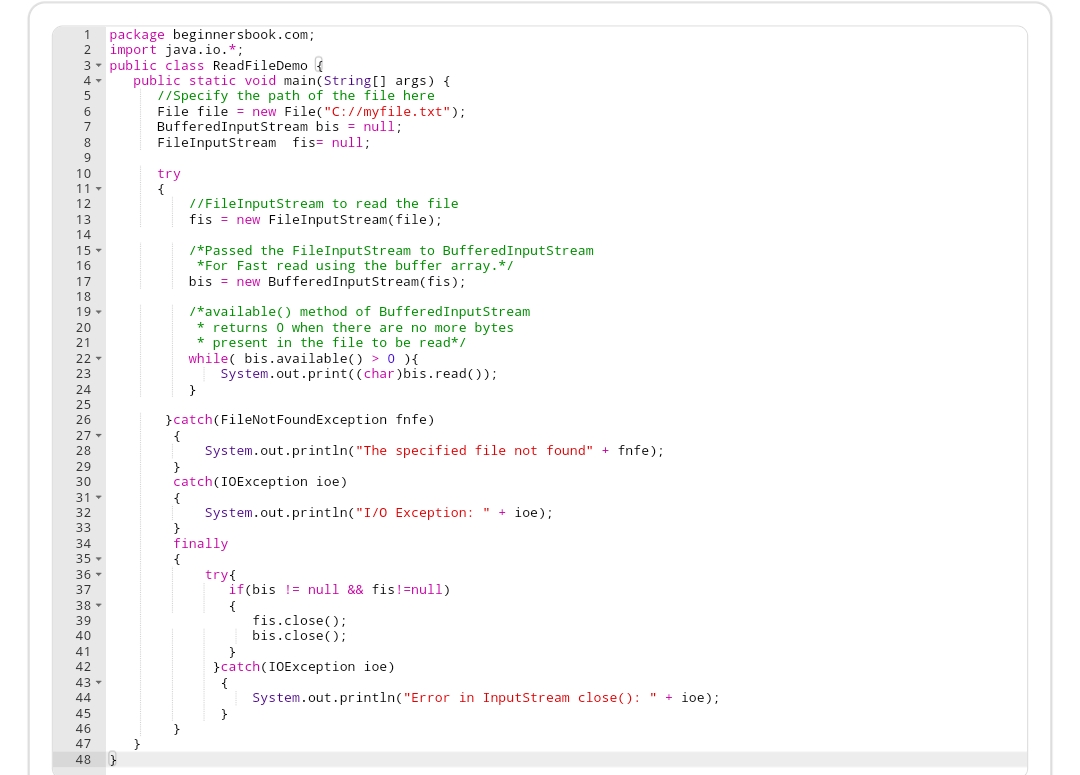 1 package beginnersbook.com;
2 import java.io.*;
3 public class ReadFileDemo {
4    public static void main(String[] args) {
5       //Specify the path of the file here
6       File file = new File("C://myfile.txt");
7       BufferedInputStream bis = null;
8       FileInputStream  fis= null;
9
10       try
11       {
12           //FileInputStream to read the file
13           fis = new FileInputStream(file);
14
15           /*Passed the FileInputStream to BufferedInputStream
16            *For Fast read using the buffer array.*/
17           bis = new BufferedInputStream(fis);
18
19           /*available() method of BufferedInputStream
20            * returns 0 when there are no more bytes
21            * present in the file to be read*/
22           while( bis.available() > 0 ){
23               System.out.print((char)bis.read());
24           }
25
26        }catch(FileNotFoundException fnfe)
27         {
28             System.out.println("The specified file not found" + fnfe);
29         }
30         catch(IOException ioe)
31         {
32             System.out.println("I/O Exception: " + ioe);
33         }
34         finally
35         {
36             try{
37                if(bis != null && fis!=null)
38                {
39                   fis.close();
40                   bis.close();
41                }
42              }catch(IOException ioe)
43               {
44                   System.out.println("Error in InputStream close(): " + ioe);
45               }
46         }
47    }
48 }